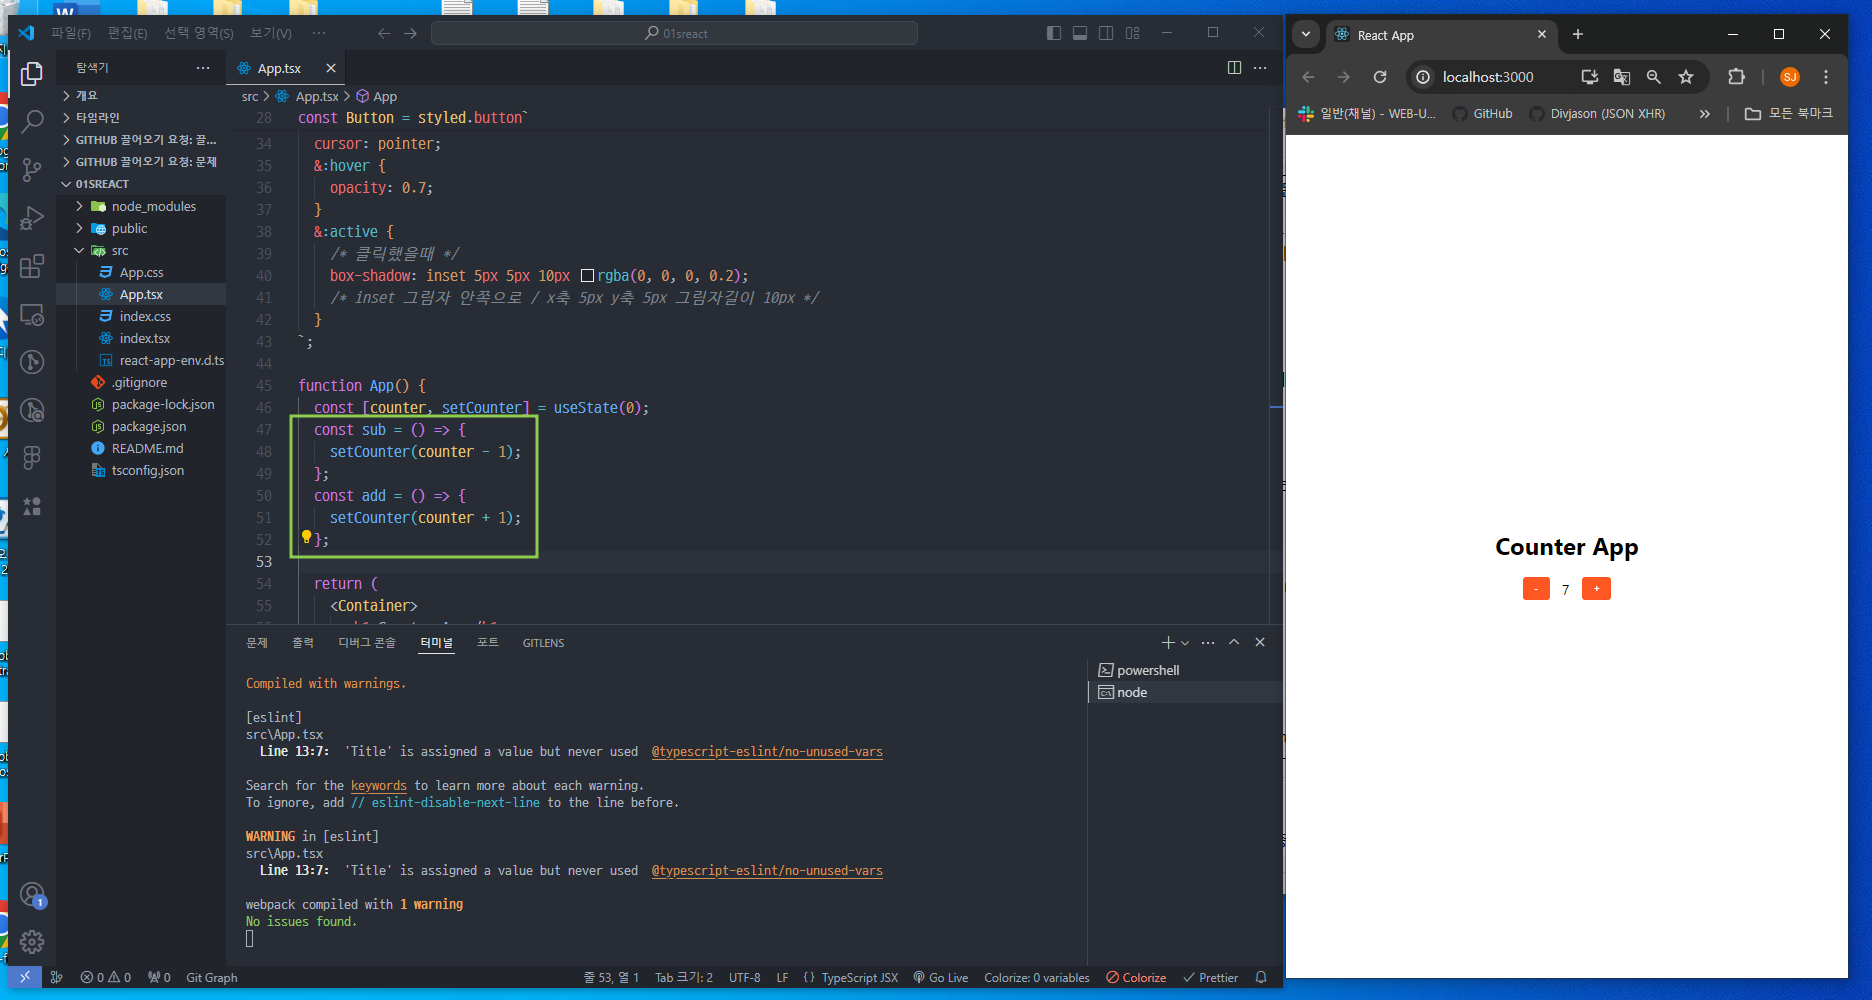 파일(F) 편집(E) 선택 영역(S) 보기(V) ··· 01sreact
탐색기 ···
개요
타임라인
GITHUB 끌어오기 요청: 끌...
GITHUB 끌어오기 요청: 문제
01SREACT
node_modules
public
src
App.css
App.tsx
index.css
index.tsx
react-app-env.d.ts
.gitignore
package-lock.json
package.json
README.md
tsconfig.json
App.tsx
src > App.tsx > App
28 const Button = styled.button`
34 cursor: pointer;
35 &:hover {
36 opacity: 0.7;
37 }
38 &:active {
39 /* 클릭했을때 */
40 box-shadow: inset 5px 5px 10px rgba(0, 0, 0, 0.2);
41 /* inset 그림자 안쪽으로 / x축 5px y축 5px 그림자길이 10px */
42 }
43 `;
44
45 function App() {
46 const [counter, setCounter] = useState(0);
47 const sub = () => {
48 setCounter(counter - 1);
49 };
50 const add = () => {
51 setCounter(counter + 1);
52 };
53
54 return (
55 <Container>
문제 출력 디버그 콘솔 터미널 포트 GITLENS
Compiled with warnings.
[eslint]
src\App.tsx
Line 13:7: 'Title' is assigned a value but never used @typescript-eslint/no-unused-vars
Search for the keywords to learn more about each warning.
To ignore, add // eslint-disable-next-line to the line before.
WARNING in [eslint]
src\App.tsx
Line 13:7: 'Title' is assigned a value but never used @typescript-eslint/no-unused-vars
webpack compiled with 1 warning
No issues found.
powershell
node
1
0 0 0 Git Graph 줄 53, 열 1 Tab 크기: 2 UTF-8 LF {} TypeScript JSX Go Live Colorize: 0 variables Colorize Prettier
React App
localhost:3000 SJ
일반(채널) - WEB-U... GitHub Divjason (JSON XHR) » 모든 북마크
Counter App
- 7 +